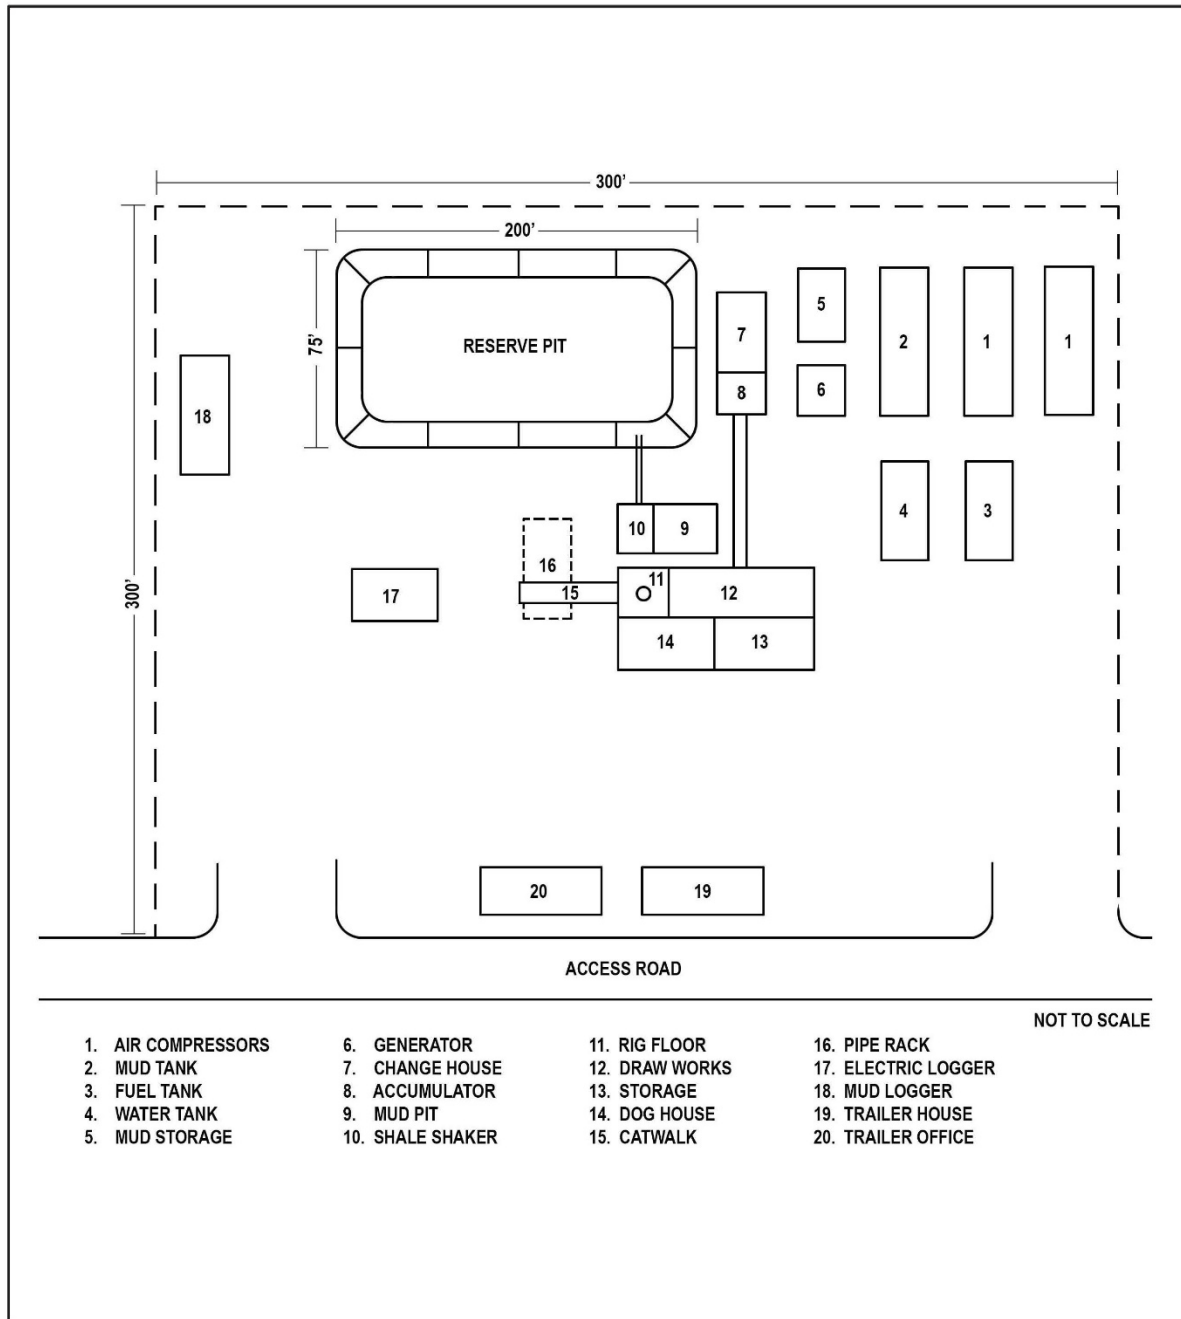 300'
200'
75'
RESERVE PIT
5
7
2
1
1
8
6
18
4
3
10
9
16
11
15
12
17
300'
14
13
20
19
ACCESS ROAD
NOT TO SCALE
1. AIR COMPRESSORS
2. MUD TANK
3. FUEL TANK
4. WATER TANK
5. MUD STORAGE
6. GENERATOR
7. CHANGE HOUSE
8. ACCUMULATOR
9. MUD PIT
10. SHALE SHAKER
11. RIG FLOOR
12. DRAW WORKS
13. STORAGE
14. DOG HOUSE
15. CATWALK
16. PIPE RACK
17. ELECTRIC LOGGER
18. MUD LOGGER
19. TRAILER HOUSE
20. TRAILER OFFICE